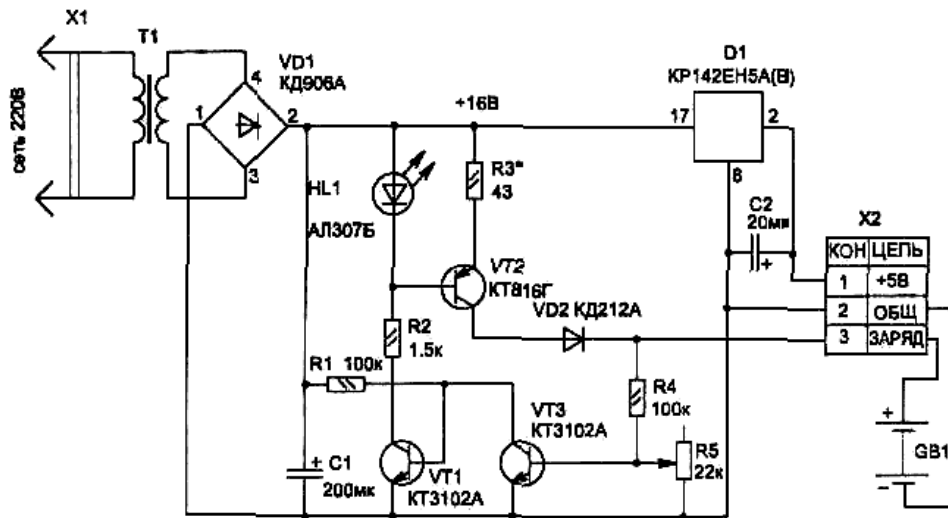 X1
T1
сеть 220В
VD1
КД906А
4
1
2
3
+16В
D1
КР142ЕН5А(В)
17
2
8
HL1
АЛ307Б
R3*
43
C2
20мк
+
X2
КОН ЦЕПЬ
1 +5В
2 ОБЩ
3 ЗАРЯД
VT2
КТ816Г
VD2 КД212А
R2
1.5к
R1 100к
R4
100к
VT3
КТ3102А
R5
22к
+
C1
200мк
VT1
КТ3102А
+
GB1
−